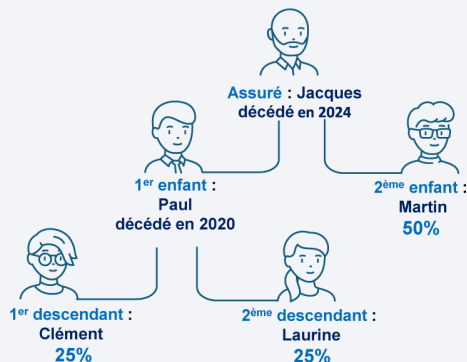 Assuré : Jacques
décédé en 2024
1er enfant :
Paul
décédé en 2020
2ème enfant :
Martin
50%
1er descendant :
Clément
25%
2ème descendant :
Laurine
25%